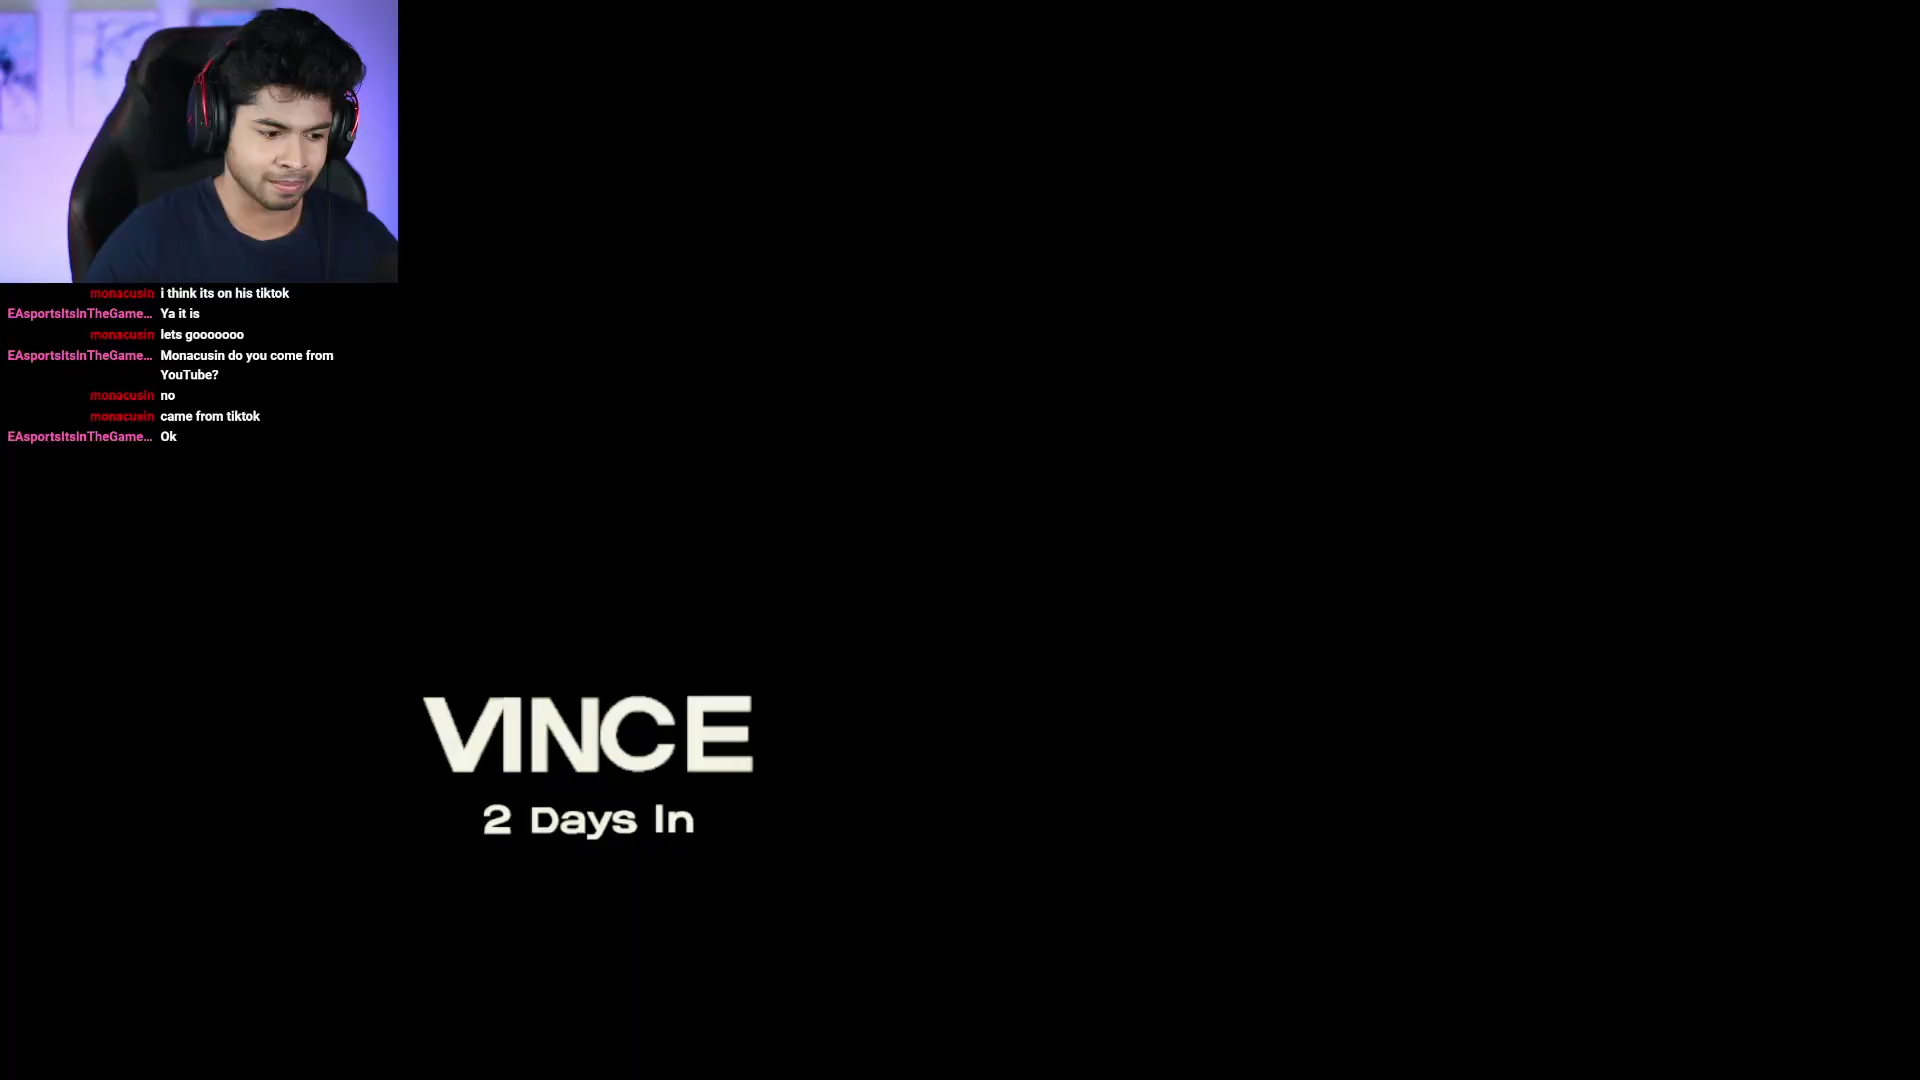 monacusin i think its on his tiktok
EAsportsItsInTheGame... Ya it is
monacusin lets gooooooo
EAsportsItsInTheGame... Monacusin do you come from
YouTube?
monacusin no
monacusin came from tiktok
EAsportsItsInTheGame... Ok
VINCE
2 Days In